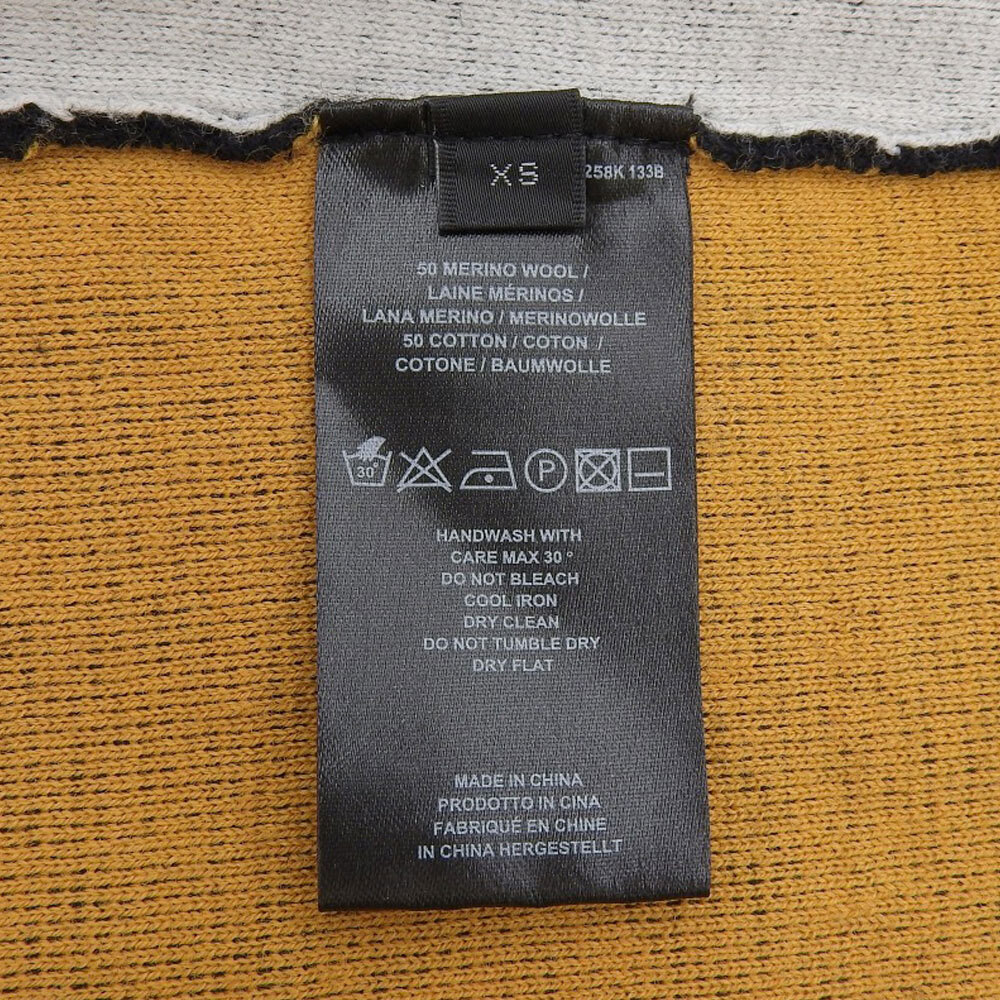 XS
258K 133B
50 MERINO WOOL /
LAINE MÉRINOS /
LANA MERINO / MERINOWOLLE
50 COTTON / COTON /
COTONE / BAUMWOLLE
30°
P
HANDWASH WITH
CARE MAX 30 °
DO NOT BLEACH
COOL IRON
DRY CLEAN
DO NOT TUMBLE DRY
DRY FLAT
MADE IN CHINA
PRODOTTO IN CINA
FABRIQUÉ EN CHINE
IN CHINA HERGESTELLT